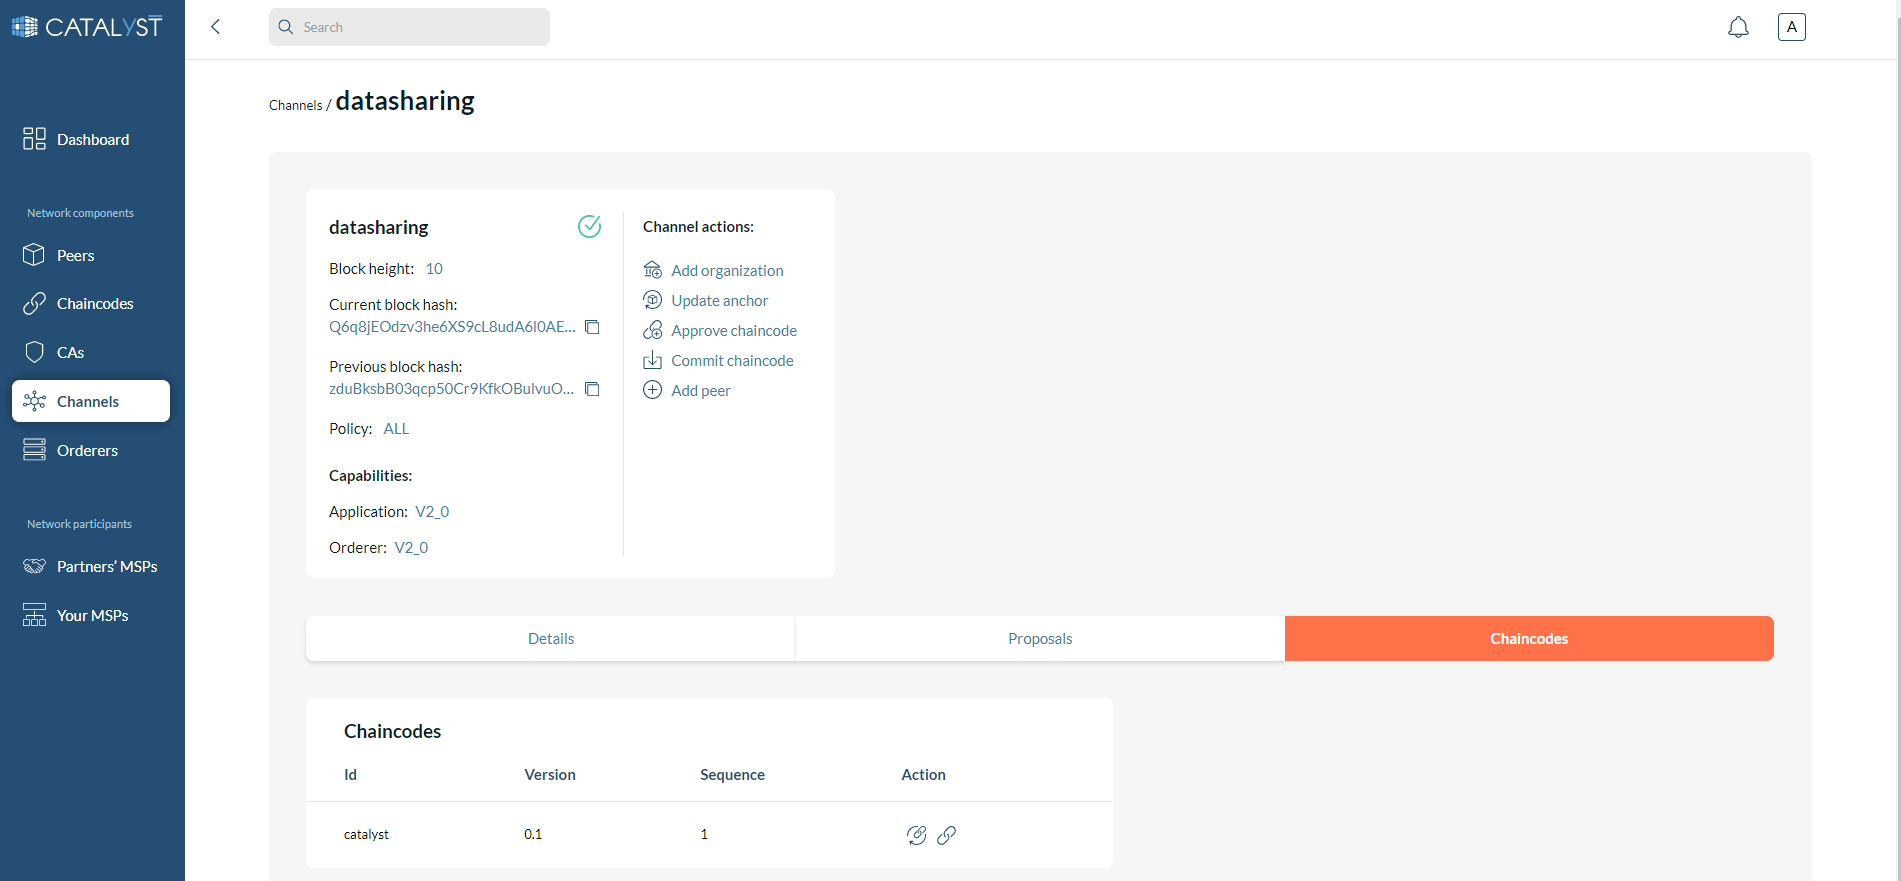 CATALYST
Search
A
Channels / datasharing
Dashboard
Network components
Peers
Chaincodes
CAs
Channels
Orderers
Network participants
Partners' MSPs
Your MSPs
datasharing
Block height: 10
Current block hash:
Q6q8jEOdzv3he6XS9cL8udA6l0AE...
Previous block hash:
zduBksbB03qcp50Cr9KfkOBulvuO...
Policy: ALL
Capabilities:
Application: V2_0
Orderer: V2_0
Channel actions:
Add organization
Update anchor
Approve chaincode
Commit chaincode
Add peer
Details
Proposals
Chaincodes
Chaincodes
Id Version Sequence Action
catalyst 0.1 1